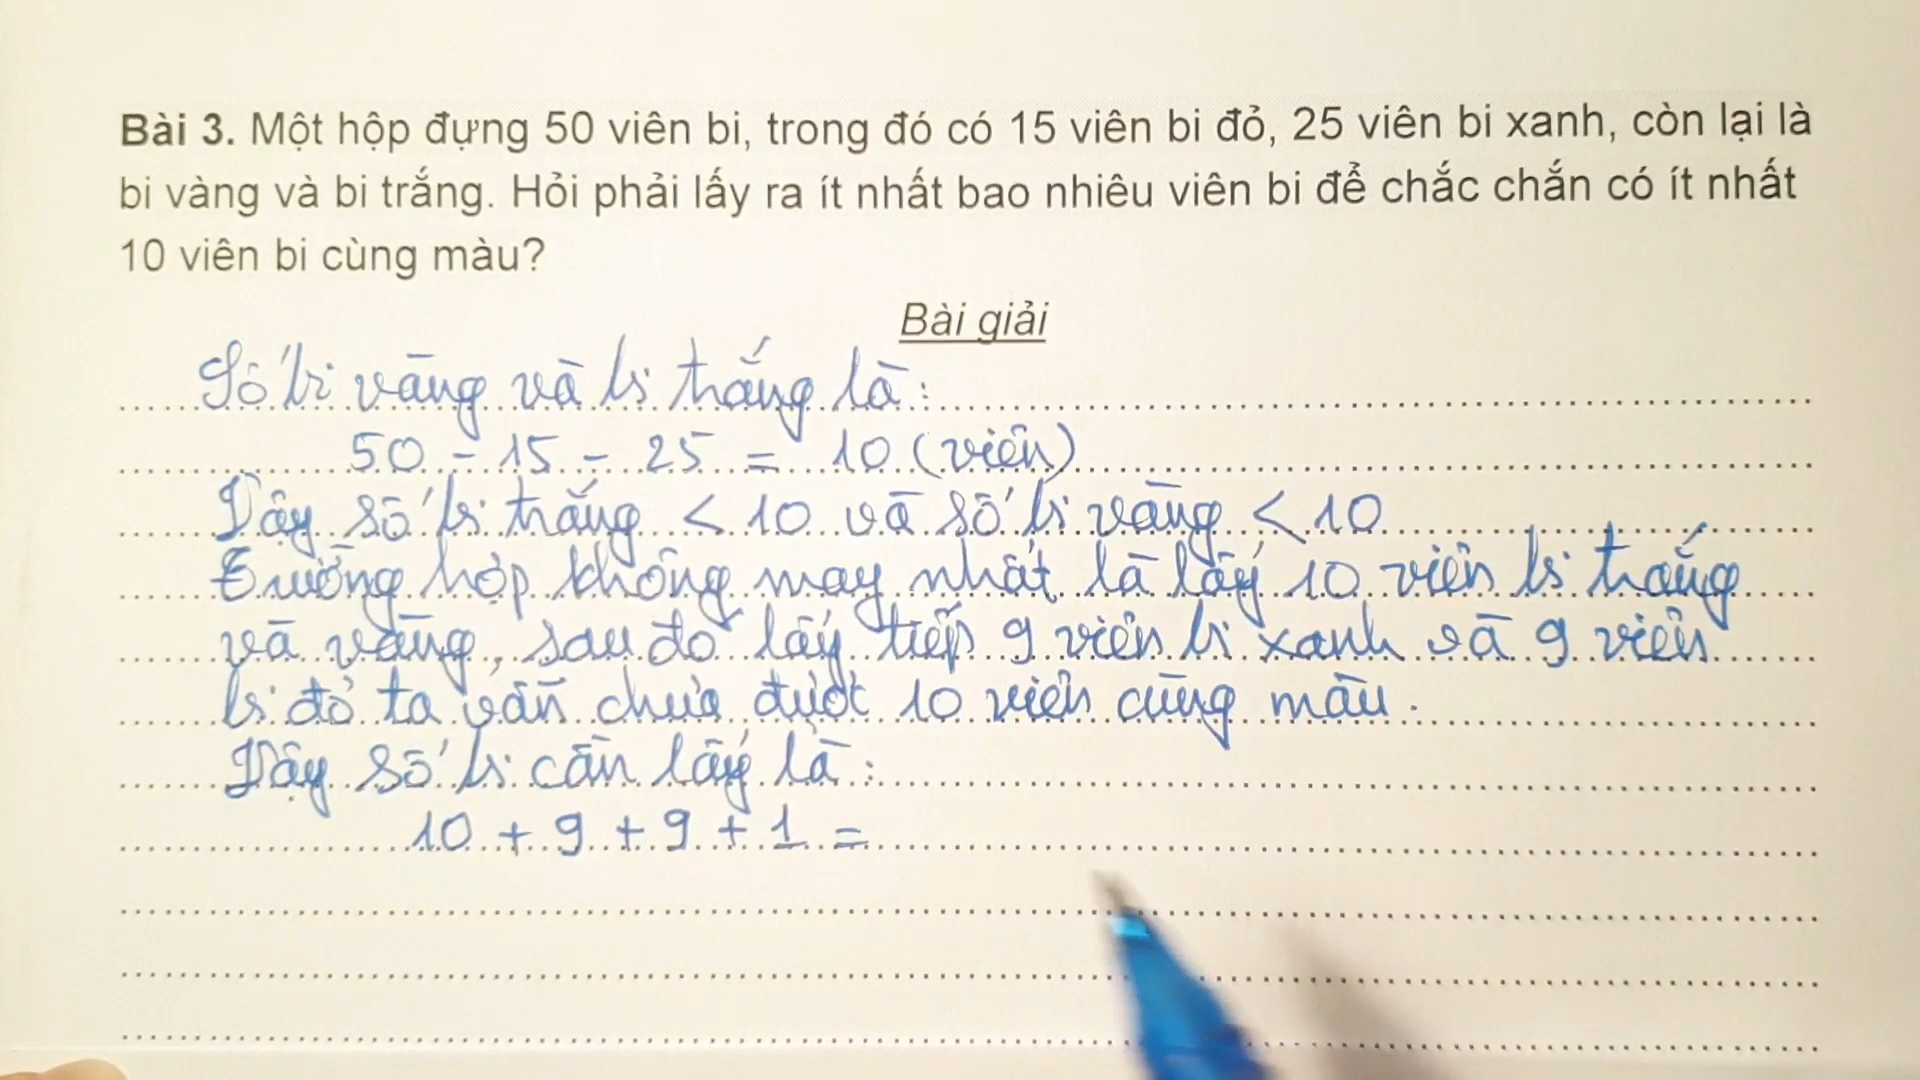 Bài 3. Một hộp đựng 50 viên bi, trong đó có 15 viên bi đỏ, 25 viên bi xanh, còn lại là
bi vàng và bi trắng. Hỏi phải lấy ra ít nhất bao nhiêu viên bi để chắc chắn có ít nhất
10 viên bi cùng màu?
Bài giải
Số bi vàng và bi trắng là:
50 - 15 - 25 = 10 (viên)
Vậy số bi trắng < 10 và số bi vàng < 10
Trường hợp không may nhất là lấy 10 viên bi trắng
và vàng, sau đó lấy tiếp 9 viên bi xanh và 9 viên
bi đỏ ta vẫn chưa được 10 viên cùng màu.
Vậy số bi cần lấy là:
10 + 9 + 9 + 1 =